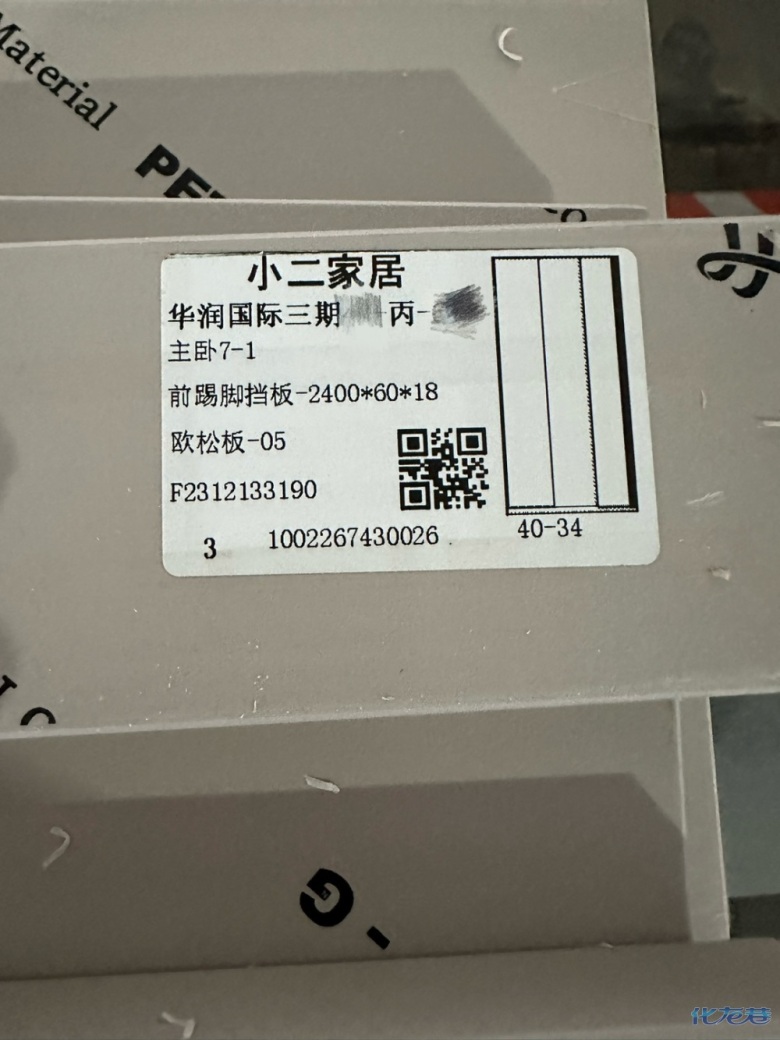 Material
PET
小二家居
华润国际三期 丙-
主卧7-1
前踢脚挡板-2400*60*18
欧松板-05
F2312133190
3 1002267430026
40-34
- G
化龙巷